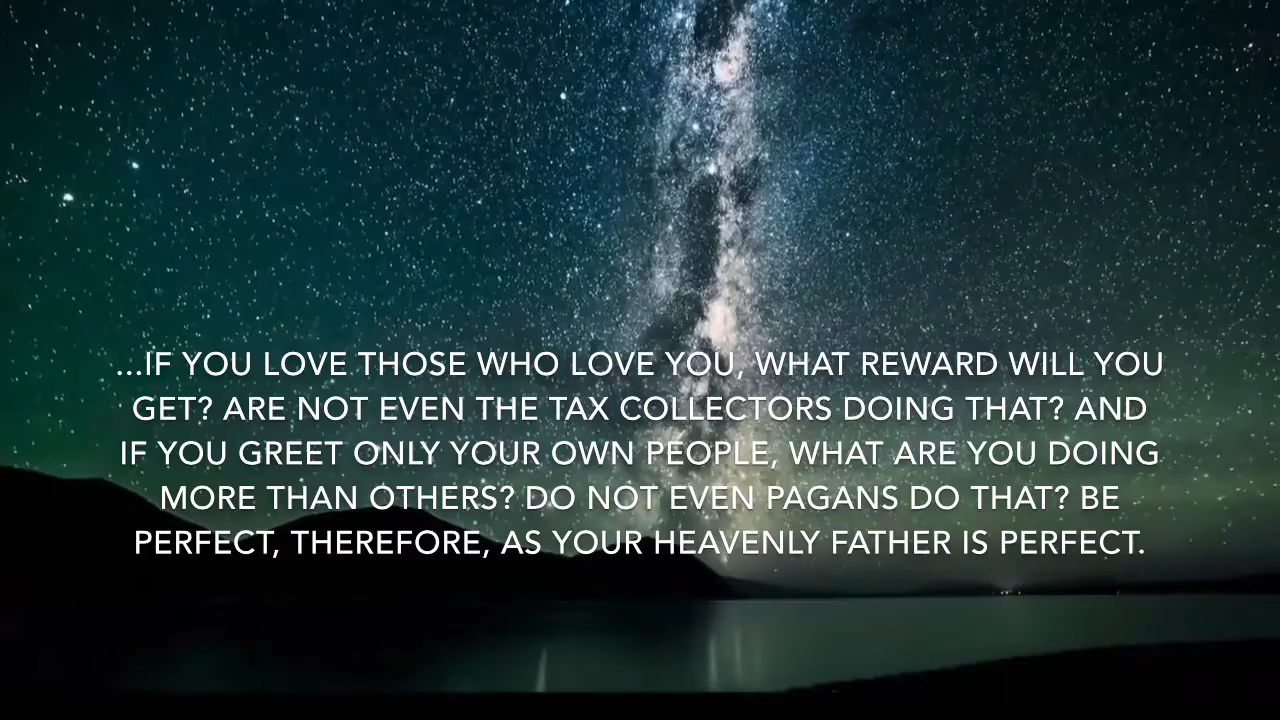 ...IF YOU LOVE THOSE WHO LOVE YOU, WHAT REWARD WILL YOU
GET? ARE NOT EVEN THE TAX COLLECTORS DOING THAT? AND
IF YOU GREET ONLY YOUR OWN PEOPLE, WHAT ARE YOU DOING
MORE THAN OTHERS? DO NOT EVEN PAGANS DO THAT? BE
PERFECT, THEREFORE, AS YOUR HEAVENLY FATHER IS PERFECT.